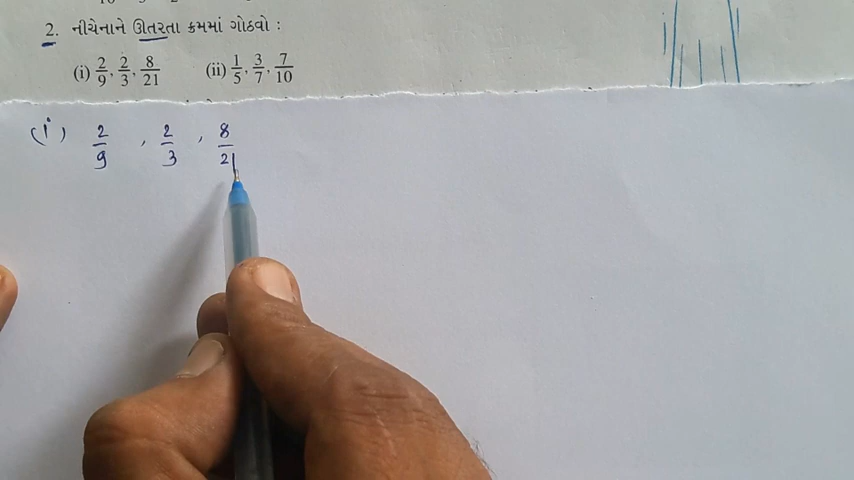 2. નીચેનાને ઊતરતા ક્રમમાં ગોઠવો :
(i) 2/9, 2/3, 8/21 (ii) 1/5, 3/7, 7/10
(i) 2/9 , 2/3 , 8/21